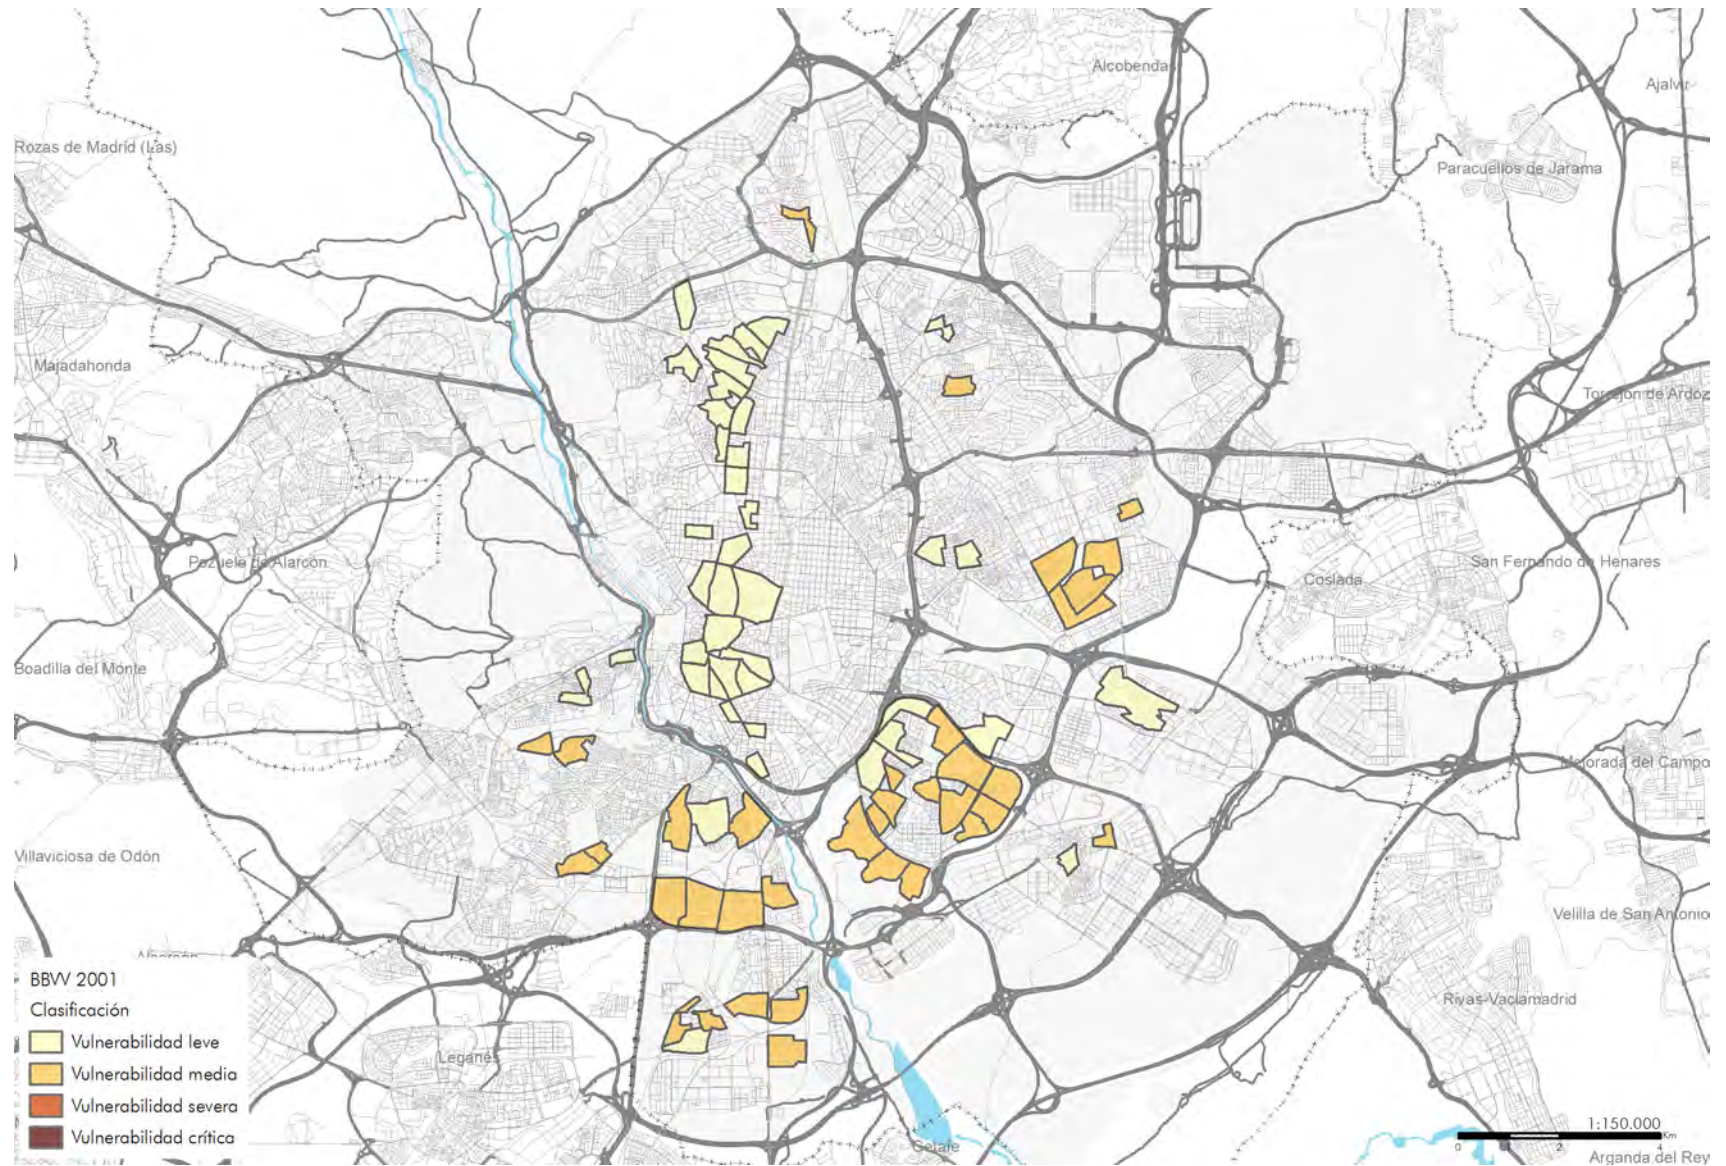 Alcobendas
Ajalvir
Rozas de Madrid (Las)
Paracuellos de Jarama
Majadahonda
Torrejón de Ardoz
Pozuelo de Alarcón
San Fernando de Henares
Coslada
Boadilla del Monte
Mejorada del Campo
Villaviciosa de Odón
Velilla de San Antonio
Alcorcón
BBVV 2001
Clasificación
Rivas-Vaciamadrid
Vulnerabilidad leve
Leganés
Vulnerabilidad media
Vulnerabilidad severa
Vulnerabilidad crítica
1:150.000
Km
0 2 4
Getafe
Arganda del Rey